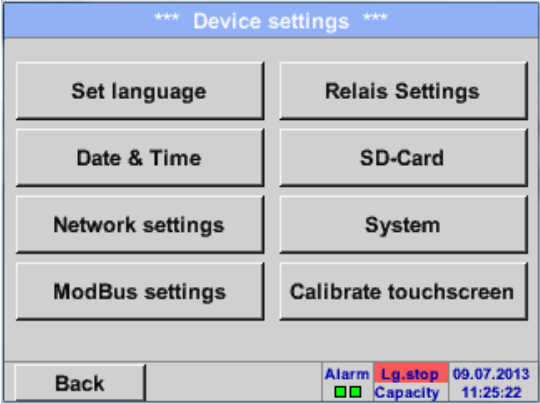 *** Device settings ***
Set language
Relais Settings
Date & Time
SD-Card
Network settings
System
ModBus settings
Calibrate touchscreen
Back
Alarm
Lg.stop
Capacity
09.07.2013
11:25:22